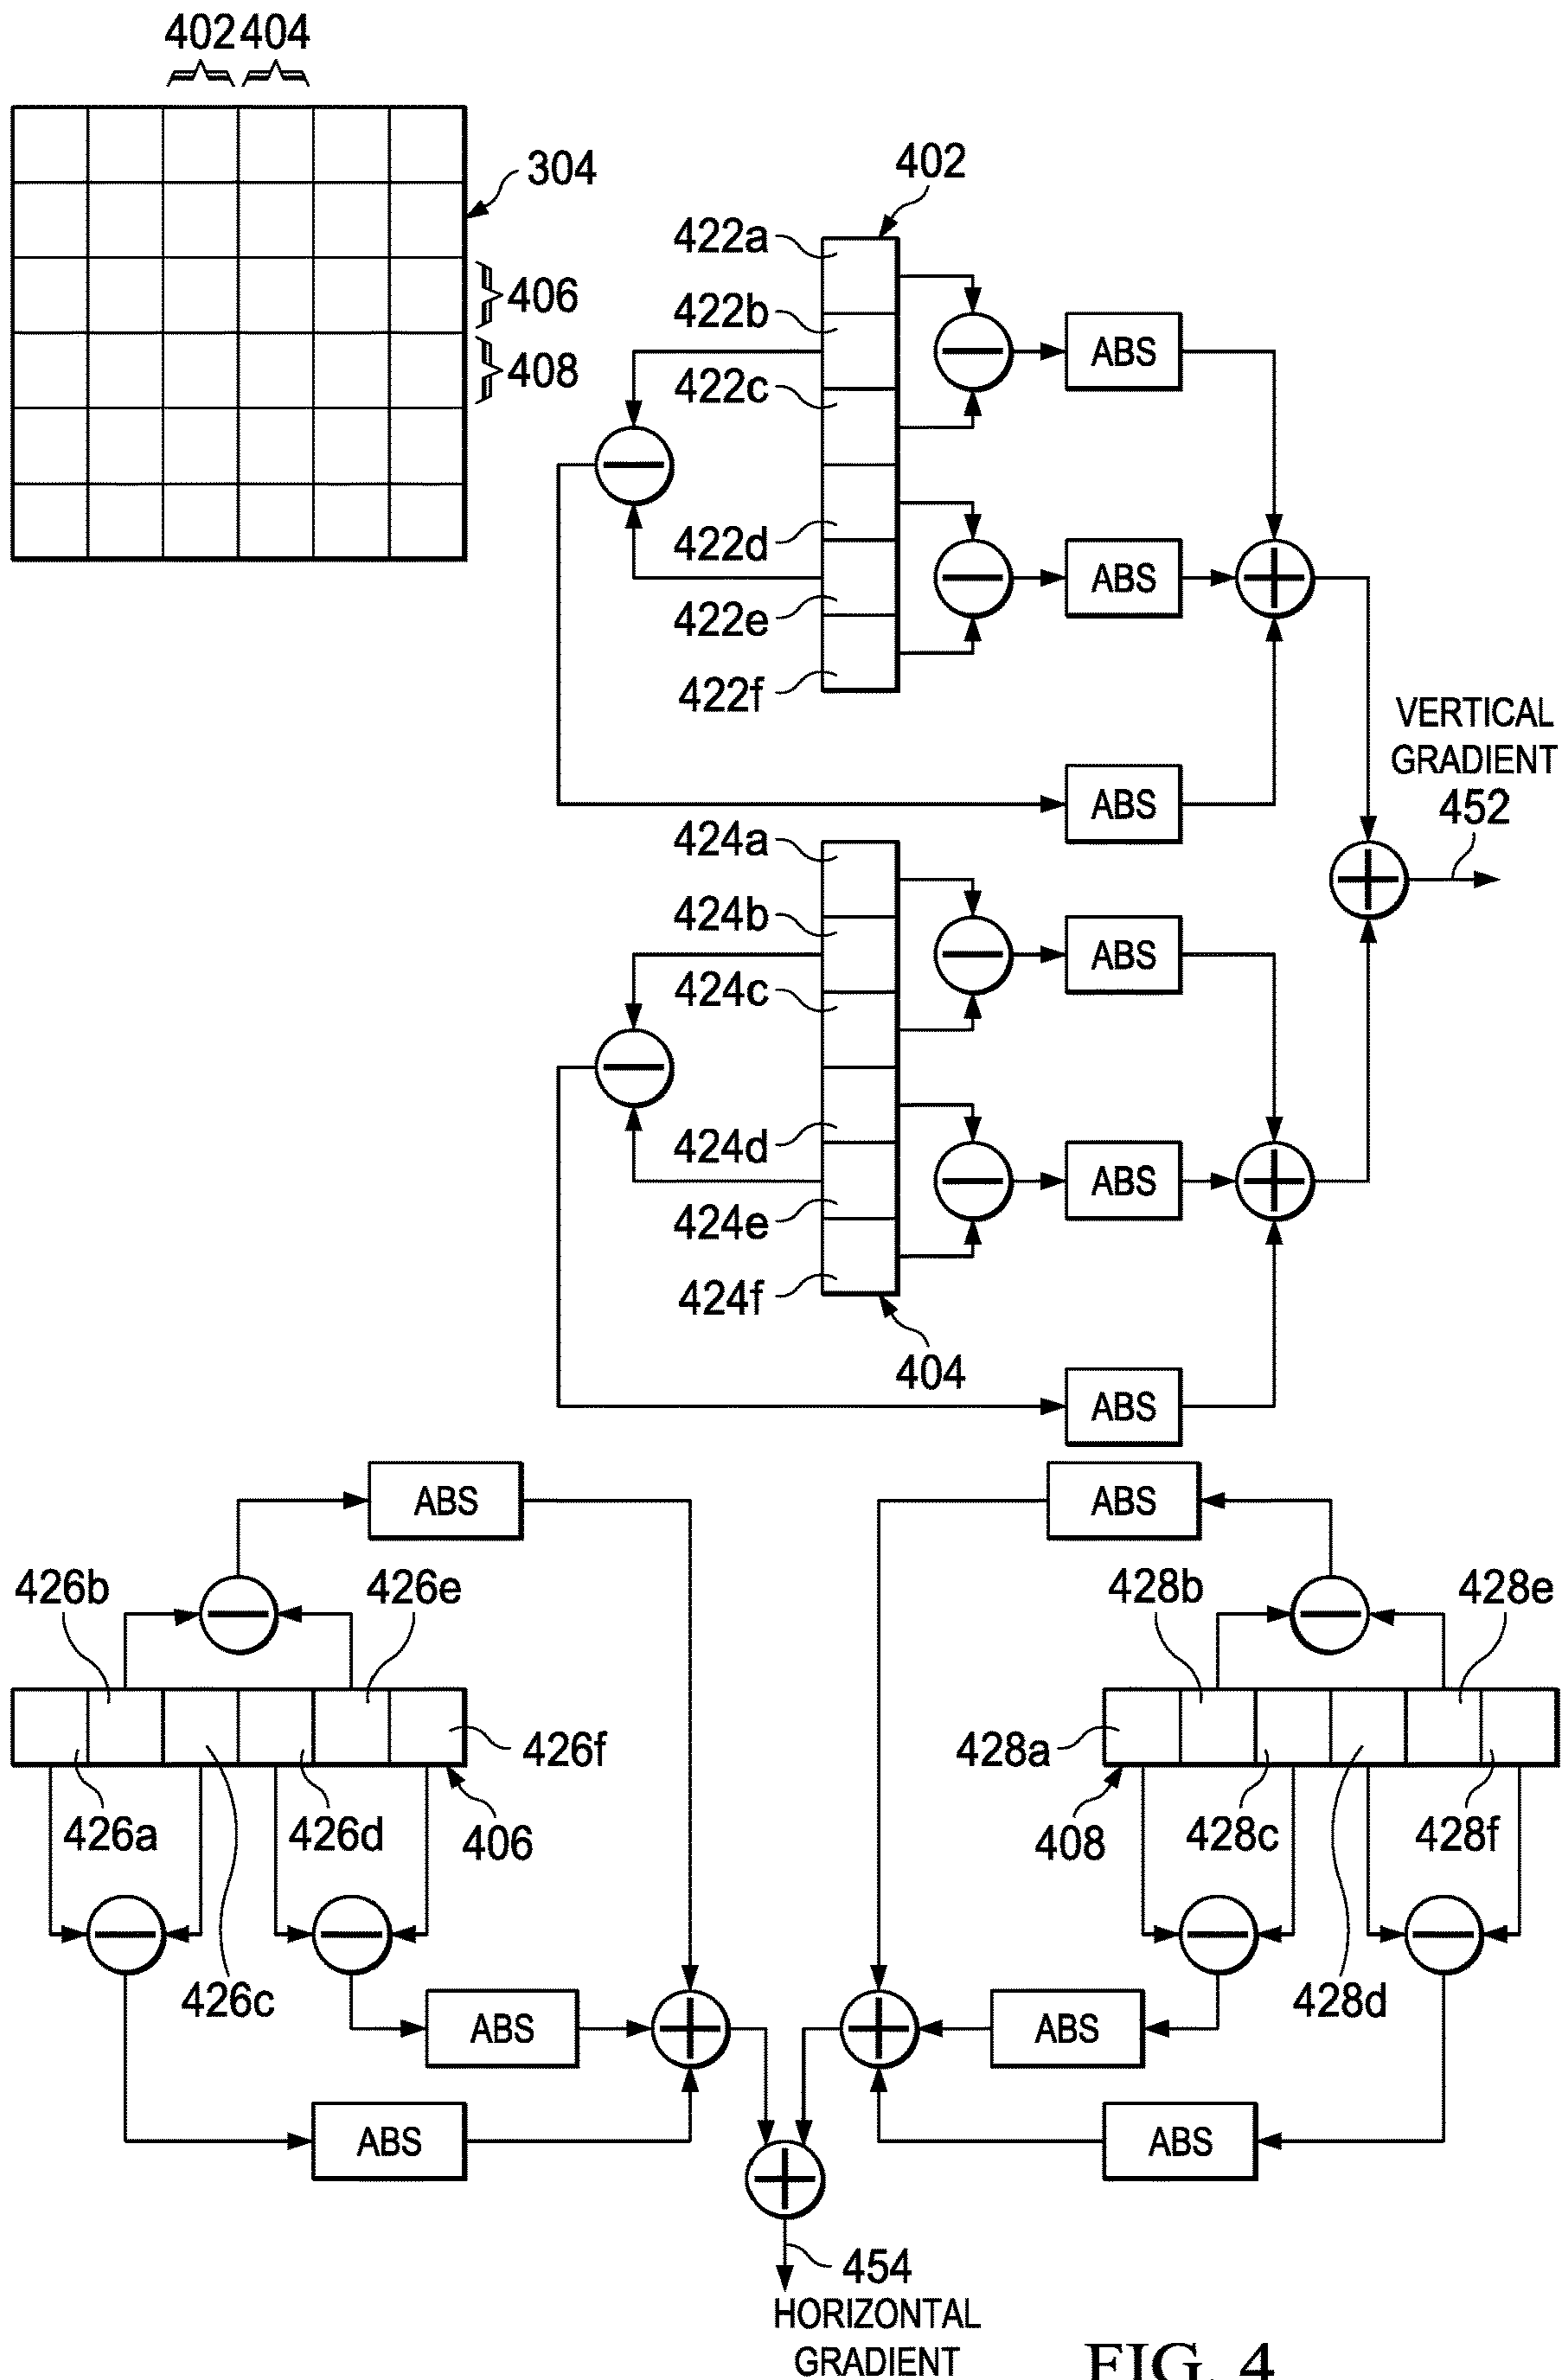 402 404
304
406
408
402
422a
422b
422c
422d
422e
422f
ABS
ABS
ABS
VERTICAL
GRADIENT
452
424a
424b
424c
424d
424e
424f
404
ABS
ABS
ABS
ABS
ABS
426b
426e
428b
428e
426f
428a
426a
426d
406
408
428c
428f
426c
428d
ABS
ABS
ABS
ABS
454
HORIZONTAL
GRADIENT
FIG. 4